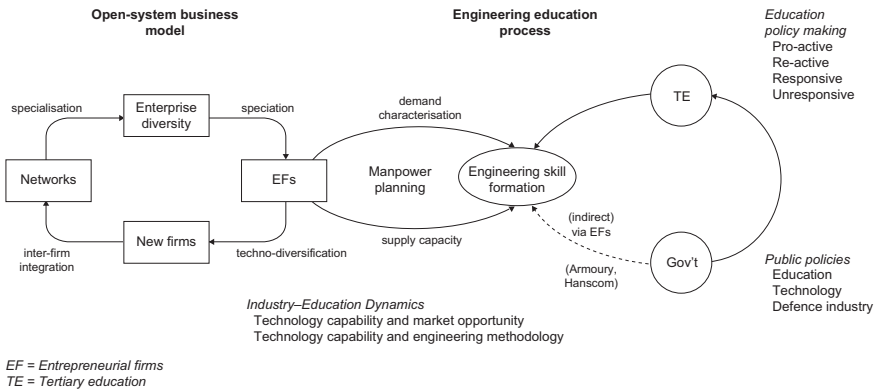 Open-system business
model
Engineering education
process
Education
policy making
Pro-active
Re-active
Responsive
Unresponsive
specialisation
Enterprise
diversity
speciation
demand
characterisation
TE
Networks
EFs
Manpower
planning
Engineering skill
formation
New firms
inter-firm
integration
techno-diversification
supply capacity
(indirect)
via EFs
(Armoury,
Hanscom)
Gov't
Public policies
Education
Technology
Defence industry
Industry–Education Dynamics
Technology capability and market opportunity
Technology capability and engineering methodology
EF = Entrepreneurial firms
TE = Tertiary education